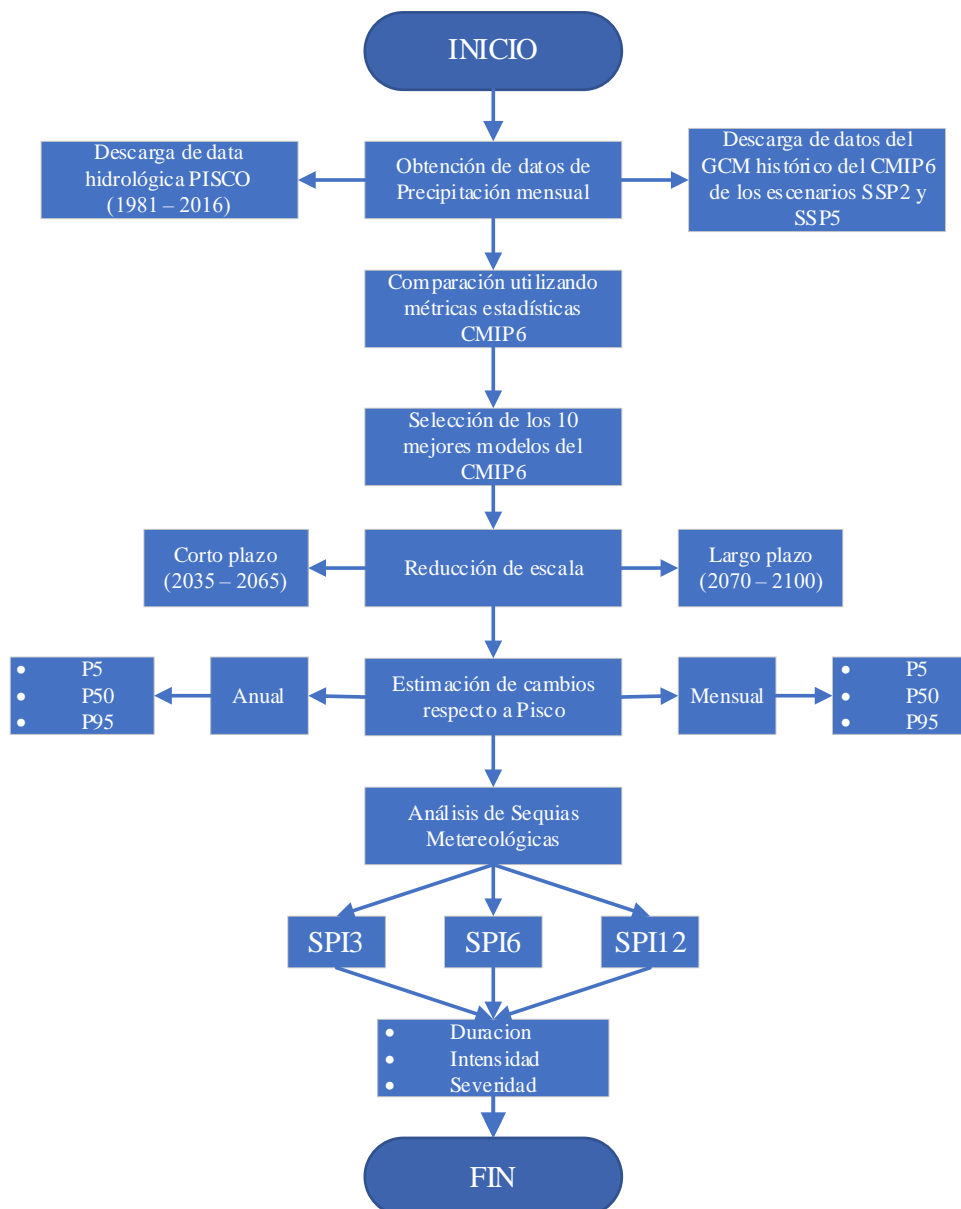 INICIO
Descarga de data
hidrológica PISCO
(1981 – 2016)
Obtención de datos de
Precipitación mensual
Descarga de datos del
GCM histórico del CMIP6
de los escenarios SSP2 y
SSP5
Comparación utilizando
métricas estadísticas
CMIP6
Selección de los 10
mejores modelos del
CMIP6
Corto plazo
(2035 – 2065)
Reducción de escala
Largo plazo
(2070 – 2100)
• P5
• P50
• P95
Anual
Estimación de cambios
respecto a Pisco
Mensual
• P5
• P50
• P95
Análisis de Sequias
Metereológicas
SPI3
SPI6
SPI12
• Duracion
• Intensidad
• Severidad
FIN